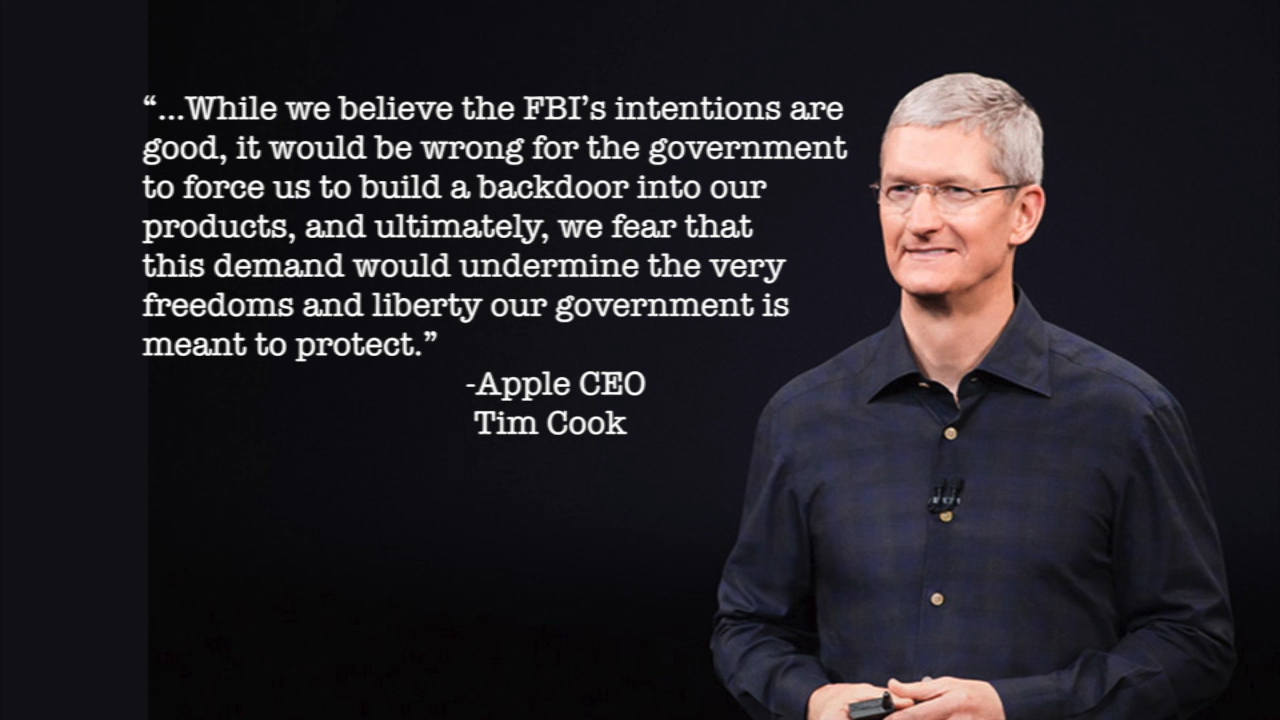 “...While we believe the FBI’s intentions are
good, it would be wrong for the government
to force us to build a backdoor into our
products, and ultimately, we fear that
this demand would undermine the very
freedoms and liberty our government is
meant to protect.”
-Apple CEO
Tim Cook